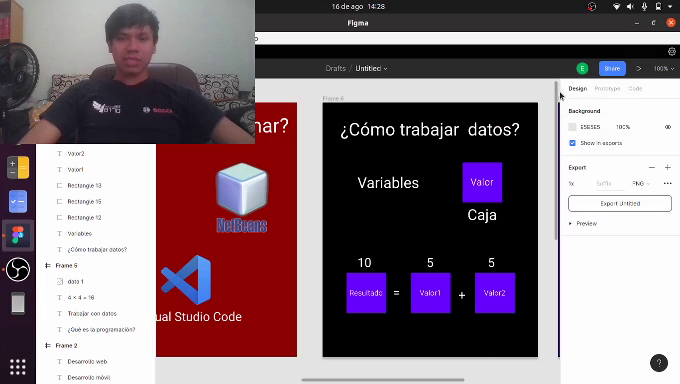 16 de ago 14:28
Figma
Drafts / Untitled
E
Share
100%
Design Prototype Code
Background
E5E5E5 100%
Show in exports
Export
1x Suffix PNG
Export Untitled
Preview
?
Valor2
Valor1
Rectangle 13
Rectangle 15
Rectangle 12
Variables
¿Cómo trabajar datos?
Frame 5
data 1
4 × 4 = 16
Trabajar con datos
¿Qué es la programación?
Frame 2
Desarrollo web
Desarrollo móvil
nar?
NetBeans
ual Studio Code
Frame 6
¿Cómo trabajar datos?
Variables
Valor
Caja
10 5 5
Resultado = Valor1 + Valor2